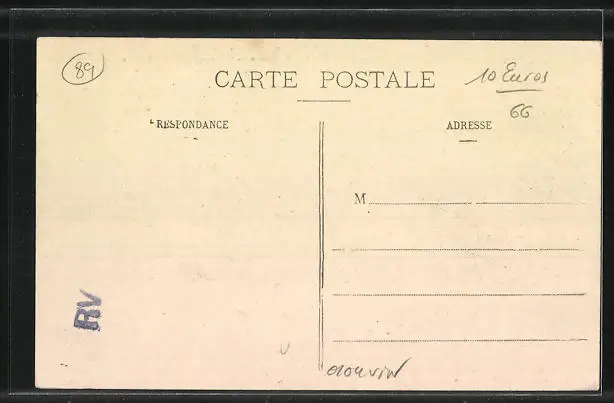 89
CARTE POSTALE
10 Euros
66
RESPONDANCE
ADRESSE
M
RV